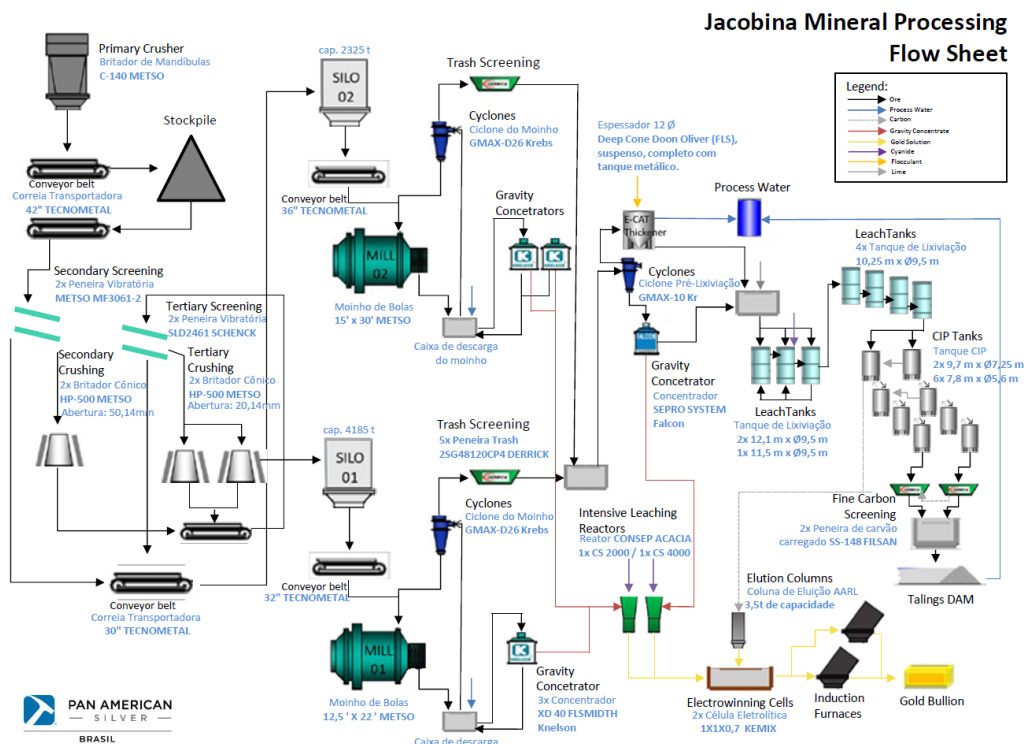 Jacobina Mineral Processing
Flow Sheet
Legend:
Ore
Process Water
Carbon
Gravity Concentrate
Gold Solution
Cyanide
Flocculant
Lime
Primary Crusher
Britador de Mandíbulas
C-140 METSO
Stockpile
Conveyor belt
Correia Transportadora
42" TECNOMETAL
Secondary Screening
2x Peneira Vibratória
METSO MF3061-2
Tertiary Screening
2x Peneira Vibratória
SLD2461 SCHENCK
Secondary
Crushing
2x Britador Cônico
HP-500 METSO
Abertura: 50,14mm
Tertiary
Crushing
2x Britador Cônico
HP-500 METSO
Abertura: 20,14mm
Conveyor belt
Correia Transportadora
30" TECNOMETAL
cap. 2325 t
SILO
02
Conveyor belt
36" TECNOMETAL
Trash Screening
Cyclones
Ciclone do Moinho
GMAX-D26 Krebs
Gravity
Concetrators
K
KNELSON
K
KNELSON
MILL
02
Moinho de Bolas
15' x 30' METSO
Caixa de descarga
do moinho
cap. 4185 t
SILO
01
Conveyor belt
32" TECNOMETAL
Trash Screening
5x Peneira Trash
2SG48120CP4 DERRICK
Cyclones
Ciclone do Moinho
GMAX-D26 Krebs
MILL
01
Moinho de Bolas
12,5 ' X 22 ' METSO
K
KNELSON
Gravity
Concetrator
3x Concentrador
XD 40 FLSMIDTH
Knelson
Caixa de descarga
Espessador 12 Ø
Deep Cone Doon Oliver (FLS),
suspenso, completo com
tanque metálico.
E-CAT
Thickener
Process Water
Cyclones
Ciclone Pré-Lixiviação
GMAX-10 Kr
Gravity
Concetrator
Concentrador
SEPRO SYSTEM
Falcon
LeachTanks
4x Tanque de Lixiviação
10,25 m x Ø9,5 m
LeachTanks
Tanque de Lixiviação
2x 12,1 m x Ø9,5 m
1x 11,5 m x Ø9,5 m
CIP Tanks
Tanque CIP
2x 9,7 m x Ø7,25 m
6x 7,8 m x Ø5,6 m
Fine Carbon
Screening
2x Peneira de carvão
carregado SS-148 FILSAN
Talings DAM
Intensive Leaching
Reactors
Reator CONSEP ACACIA
1x CS 2000 / 1x CS 4000
Elution Columns
Coluna de Eluição AARL
3,5t de capacidade
Electrowinning Cells
2x Célula Eletrolítica
1X1X0,7 KEMIX
Induction
Furnaces
Gold Bullion
PAN AMERICAN
SILVER
BRASIL